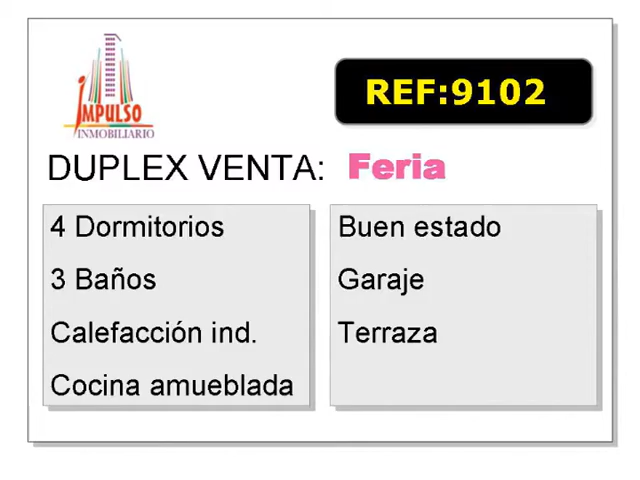 IMPULSO
INMOBILIARIO
REF:9102
DUPLEX VENTA: Feria
4 Dormitorios
3 Baños
Calefacción ind.
Cocina amueblada
Buen estado
Garaje
Terraza